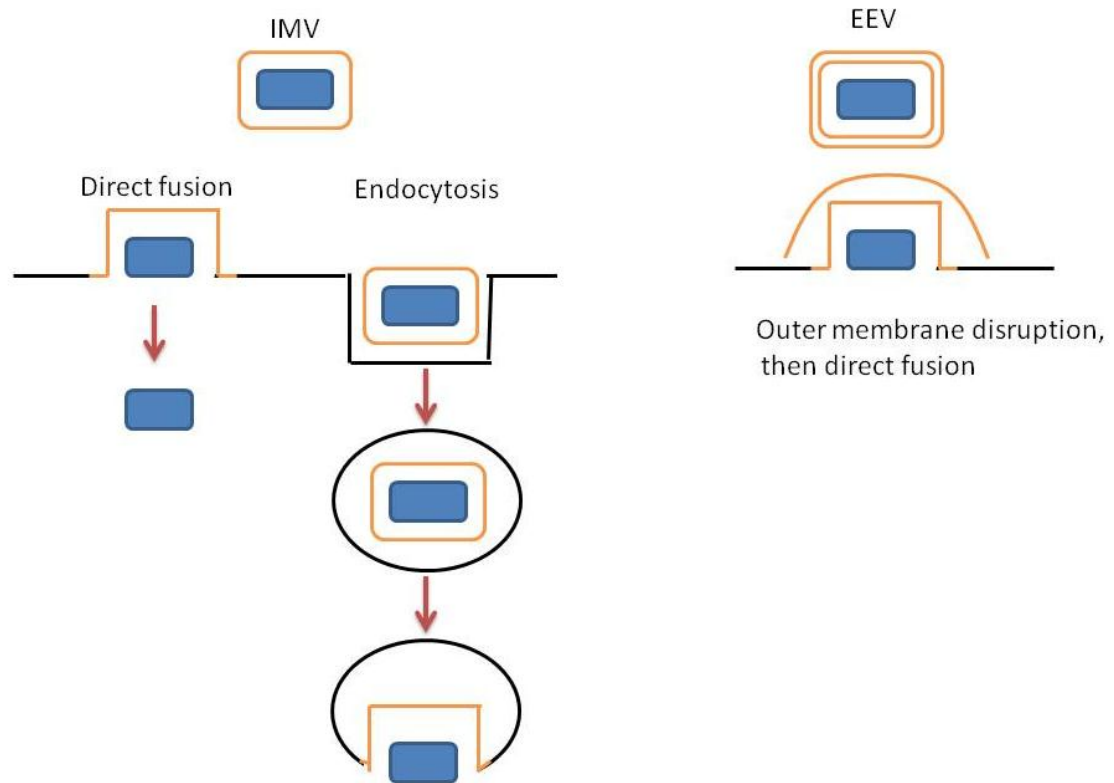 IMV
EEV
Direct fusion
Endocytosis
Outer membrane disruption,
then direct fusion